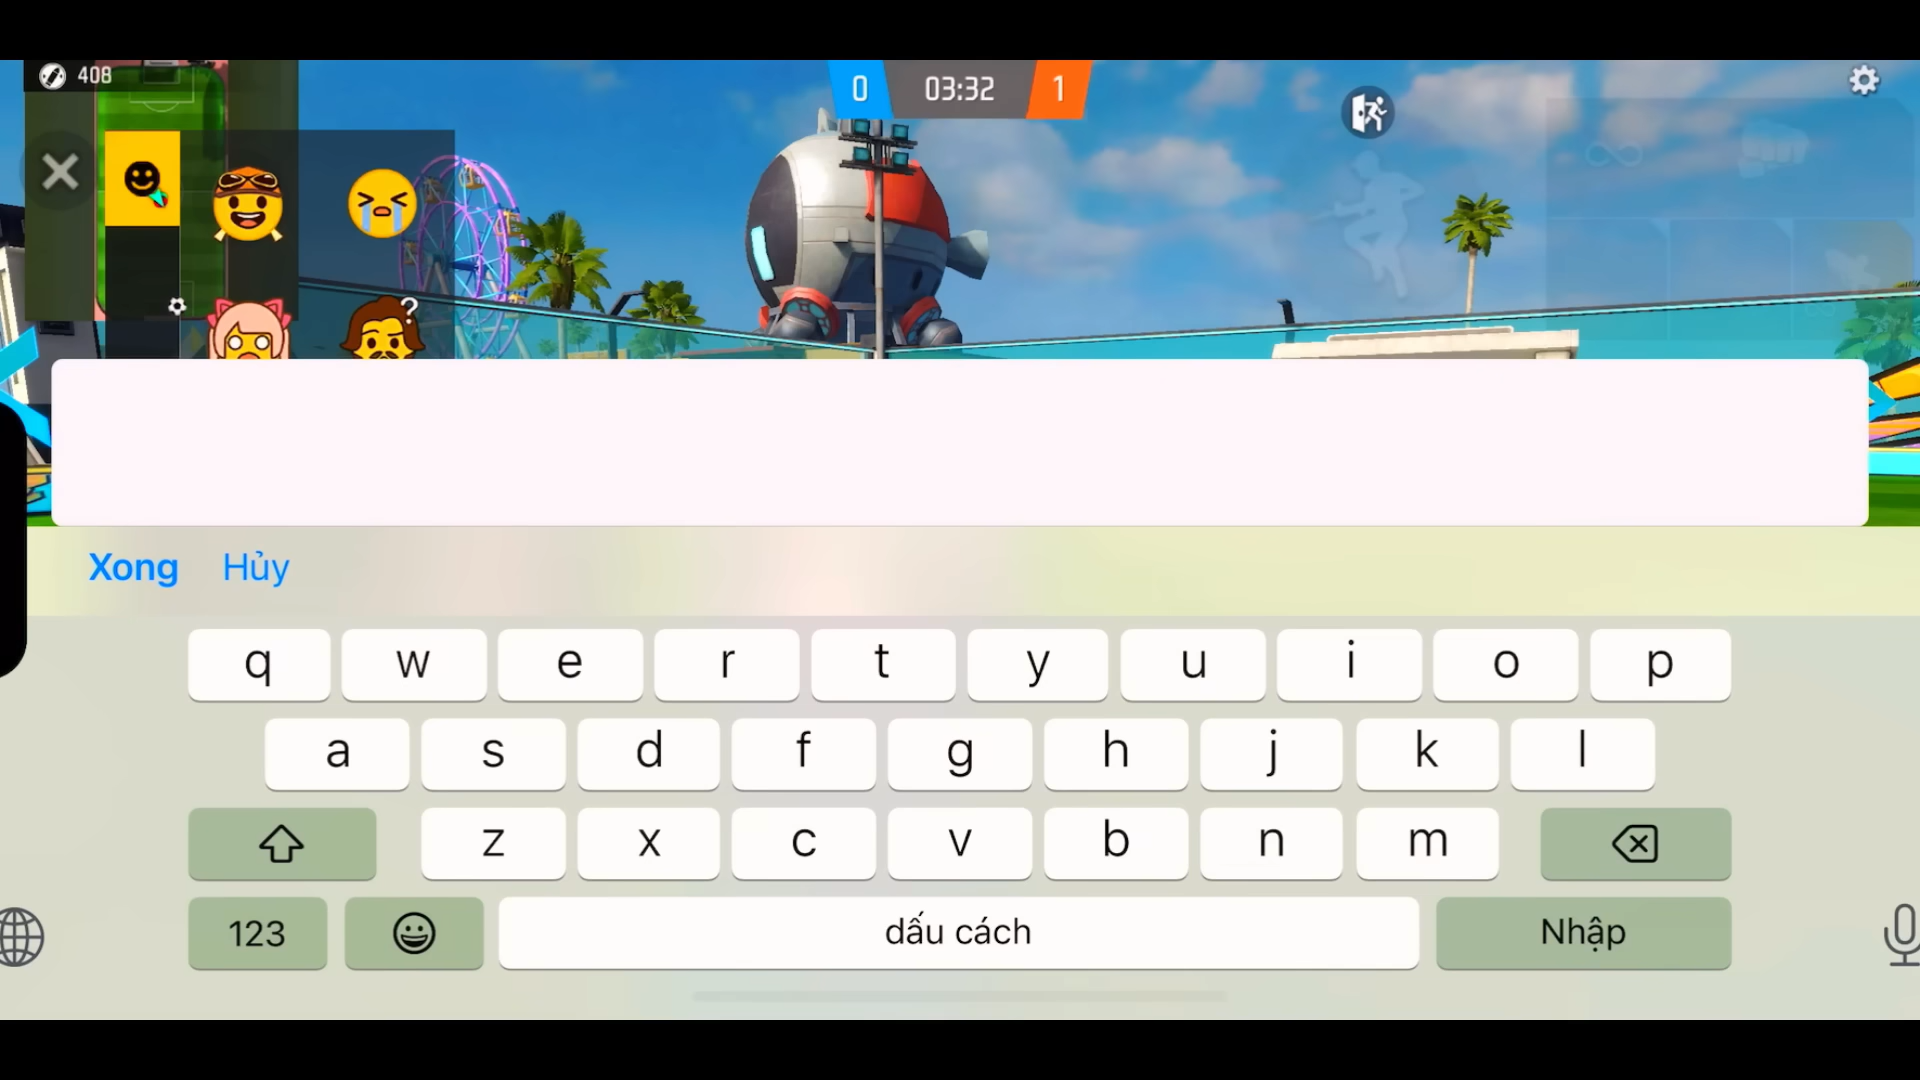 408
0 03:32 1
?
Xong Hủy
q w e r t y u i o p
a s d f g h j k l
z x c v b n m
123 dấu cách Nhập